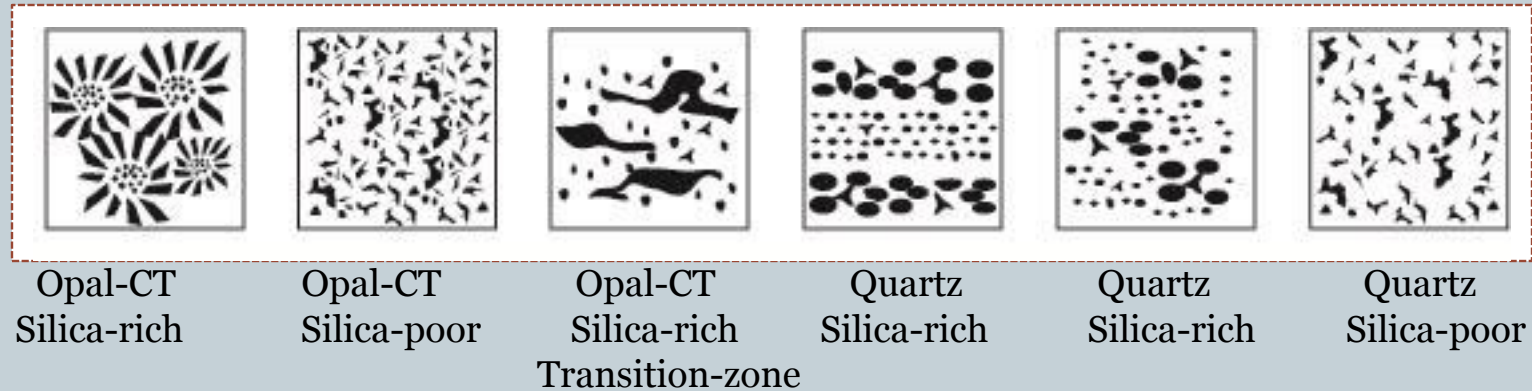 Opal-CT
Silica-rich
Opal-CT
Silica-poor
Opal-CT
Silica-rich
Transition-zone
Quartz
Silica-rich
Quartz
Silica-rich
Quartz
Silica-poor